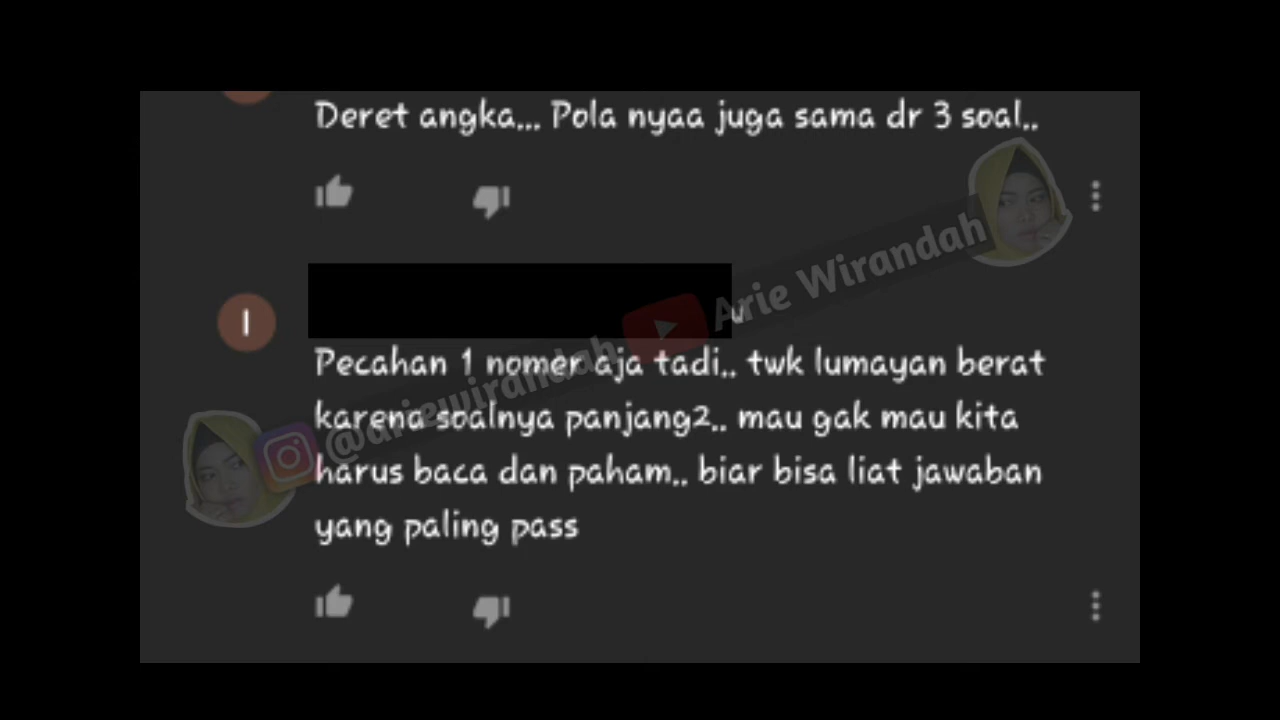 Deret angka... Pola nyaa juga sama dr 3 soal..
Arie Wirandah
I
Pecahan 1 nomer aja tadi.. twk lumayan berat
karena soalnya panjang2.. mau gak mau kita
@ariewirandah
harus baca dan paham.. biar bisa liat jawaban
yang paling pass